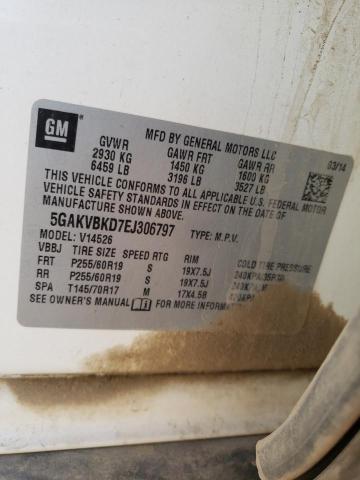 GM
MFD BY GENERAL MOTORS LLC
03/14
GVWR GAWR FRT GAWR RR
2930 KG 1450 KG 1600 KG
6459 LB 3196 LB 3527 LB
THIS VEHICLE CONFORMS TO ALL APPLICABLE U.S. FEDERAL MOTOR
VEHICLE SAFETY STANDARDS IN EFFECT ON THE DATE OF
MANUFACTURE SHOWN ABOVE.
5GAKVBKD7EJ306797 TYPE: M.P.V.
MODEL: V14526
VBBJ TIRE SIZE SPEED RTG RIM COLD TIRE PRESSURE
FRT P255/60R19 S 19X7.5J 240KPA/35PSI
RR P255/60R19 S 19X7.5J 240KPA
SPA T145/70R17 M 17X4.5B 420KPA
SEE OWNER'S MANUAL FOR MORE INFORMATION